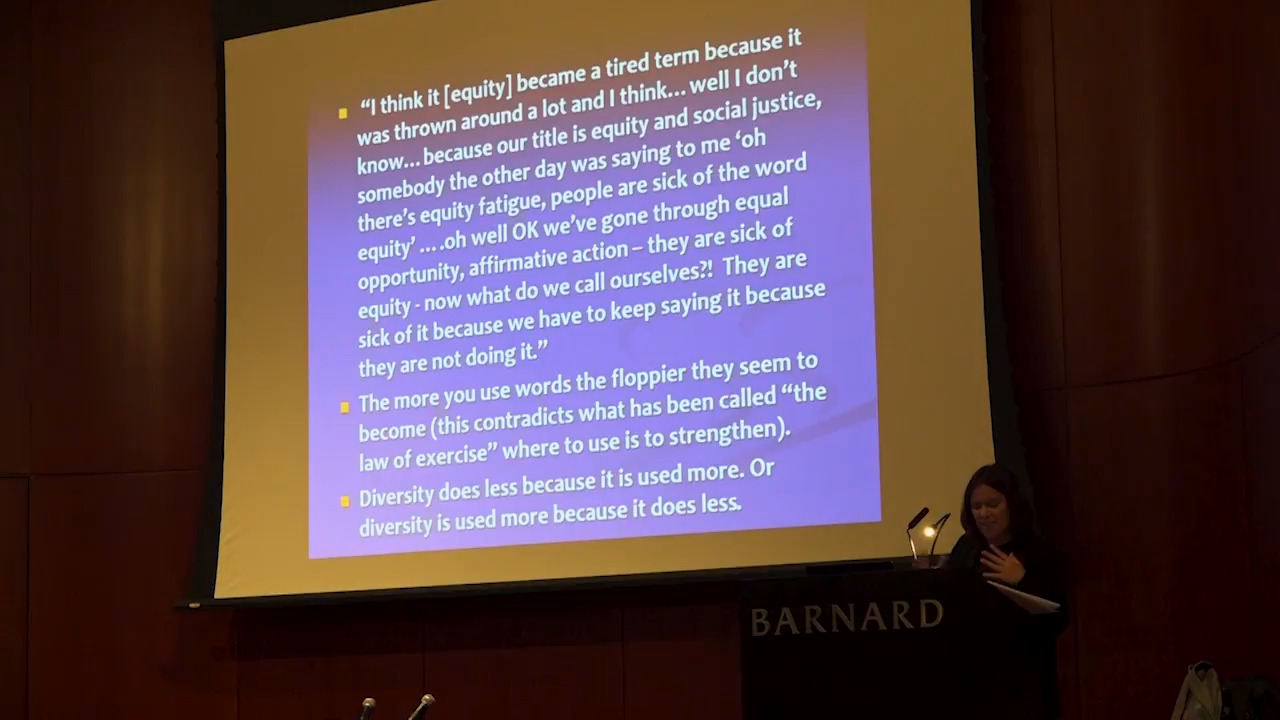 “I think it [equity] became a tired term because it
was thrown around a lot and I think... well I don’t
know... because our title is equity and social justice,
somebody the other day was saying to me ‘oh
there’s equity fatigue, people are sick of the word
equity’ ... .oh well OK we’ve gone through equal
opportunity, affirmative action – they are sick of
equity - now what do we call ourselves?! They are
sick of it because we have to keep saying it because
they are not doing it.”
The more you use words the floppier they seem to
become (this contradicts what has been called “the
law of exercise” where to use is to strengthen).
Diversity does less because it is used more. Or
diversity is used more because it does less.
BARNARD